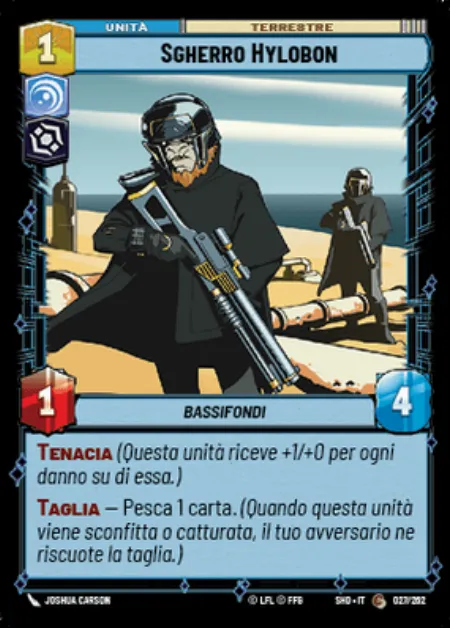 1
UNITÀ
TERRESTRE
SGHERRO HYLOBON
1
BASSIFONDI
4
TENACIA (Questa unità riceve +1/+0 per ogni
danno su di essa.)
TAGLIA – Pesca 1 carta. (Quando questa unità
viene sconfitta o catturata, il tuo avversario ne
riscuote la taglia.)
JOSHUA CARSON
© LFL © FFG
SHD • IT
027/262